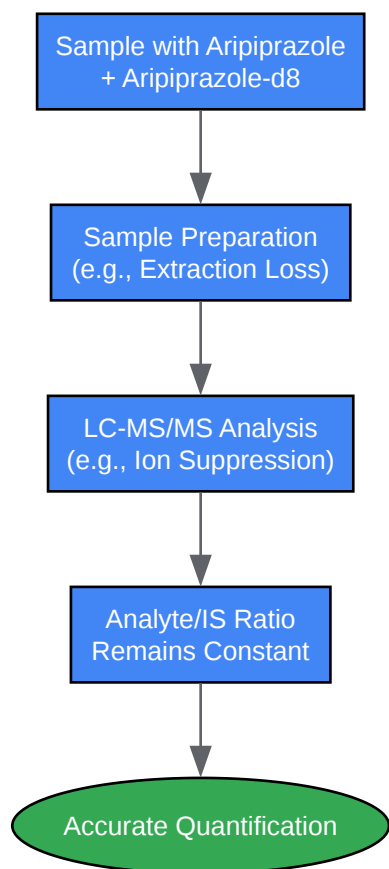 Sample with Aripiprazole
+ Aripiprazole-d8
Sample Preparation
(e.g., Extraction Loss)
LC-MS/MS Analysis
(e.g., Ion Suppression)
Analyte/IS Ratio
Remains Constant
Accurate Quantification